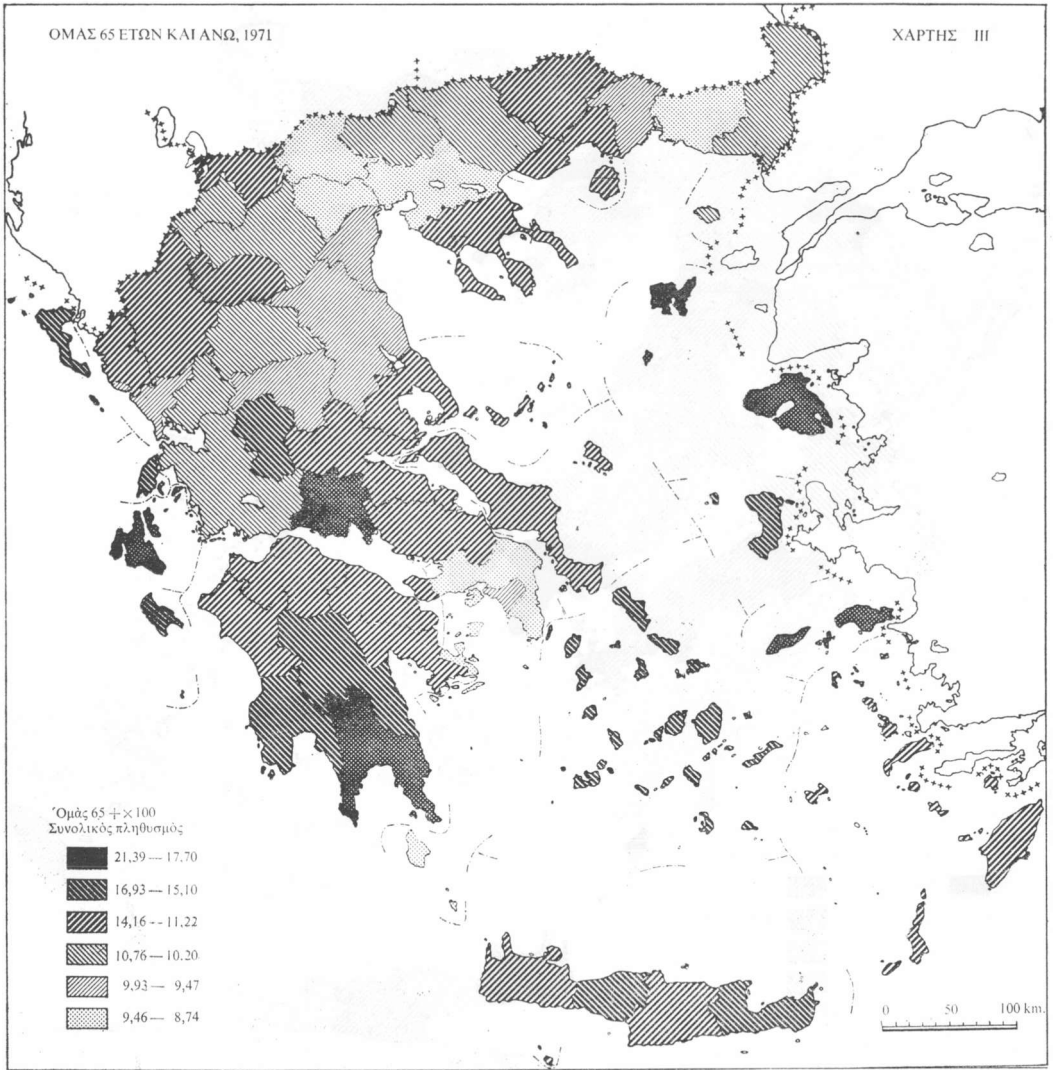 ΟΜΑΣ 65 ΕΤΩΝ ΚΑΙ ΑΝΩ, 1971
ΧΑΡΤΗΣ III
Ὁμὰς 65 + × 100
Συνολικὸς πληθυσμός
21,39 — 17,70
16,93 — 15,10
14,16 -- 11,22
10,76 — 10.20
9,93 — 9,47
9,46 — 8,74
0 50 100 km.